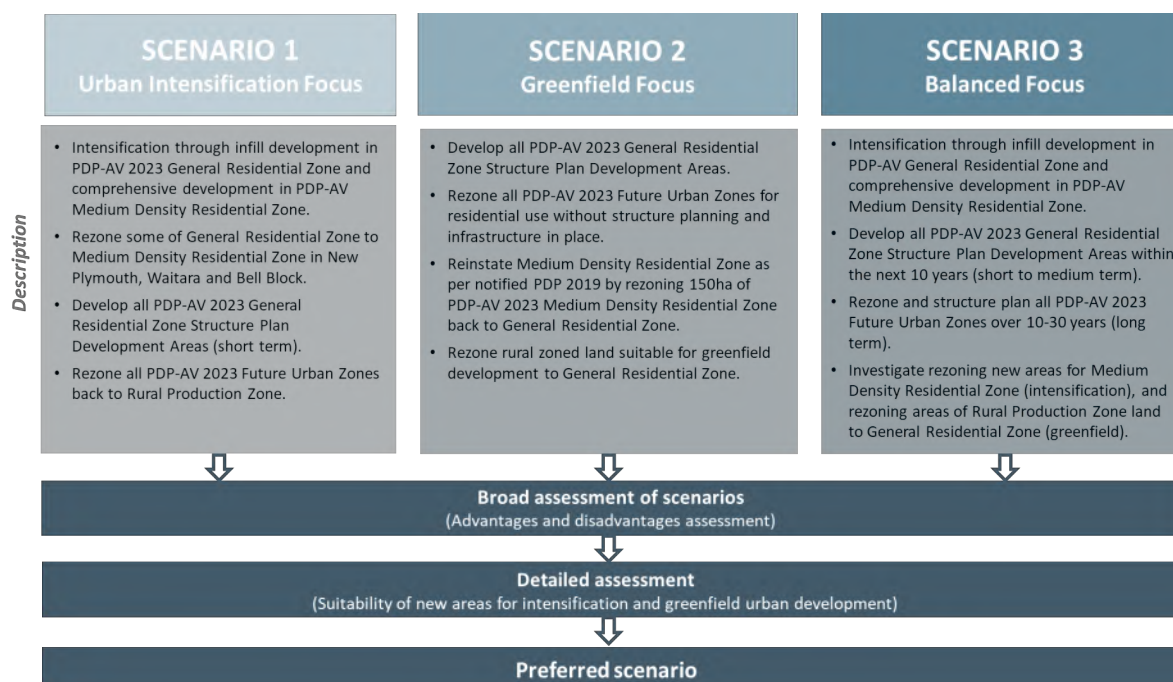 SCENARIO 1
Urban Intensification Focus
• Intensification through infill development in
PDP-AV 2023 General Residential Zone and
comprehensive development in PDP-AV
Medium Density Residential Zone.
• Rezone some of General Residential Zone to
Medium Density Residential Zone in New
Plymouth, Waitara and Bell Block.
• Develop all PDP-AV 2023 General
Residential Zone Structure Plan
Development Areas (short term).
• Rezone all PDP-AV 2023 Future Urban Zones
back to Rural Production Zone.
SCENARIO 2
Greenfield Focus
• Develop all PDP-AV 2023 General Residential
Zone Structure Plan Development Areas.
• Rezone all PDP-AV 2023 Future Urban Zones for
residential use without structure planning and
infrastructure in place.
• Reinstate Medium Density Residential Zone as
per notified PDP 2019 by rezoning 150ha of
PDP-AV 2023 Medium Density Residential Zone
back to General Residential Zone.
• Rezone rural zoned land suitable for greenfield
development to General Residential Zone.
SCENARIO 3
Balanced Focus
• Intensification through infill development in
PDP-AV General Residential Zone and
comprehensive development in PDP-AV
Medium Density Residential Zone.
• Develop all PDP-AV 2023 General Residential
Zone Structure Plan Development Areas within
the next 10 years (short to medium term).
• Rezone and structure plan all PDP-AV 2023
Future Urban Zones over 10-30 years (long
term).
• Investigate rezoning new areas for Medium
Density Residential Zone (intensification), and
rezoning areas of Rural Production Zone land
to General Residential Zone (greenfield).
Description
Broad assessment of scenarios
(Advantages and disadvantages assessment)
Detailed assessment
(Suitability of new areas for intensification and greenfield urban development)
Preferred scenario